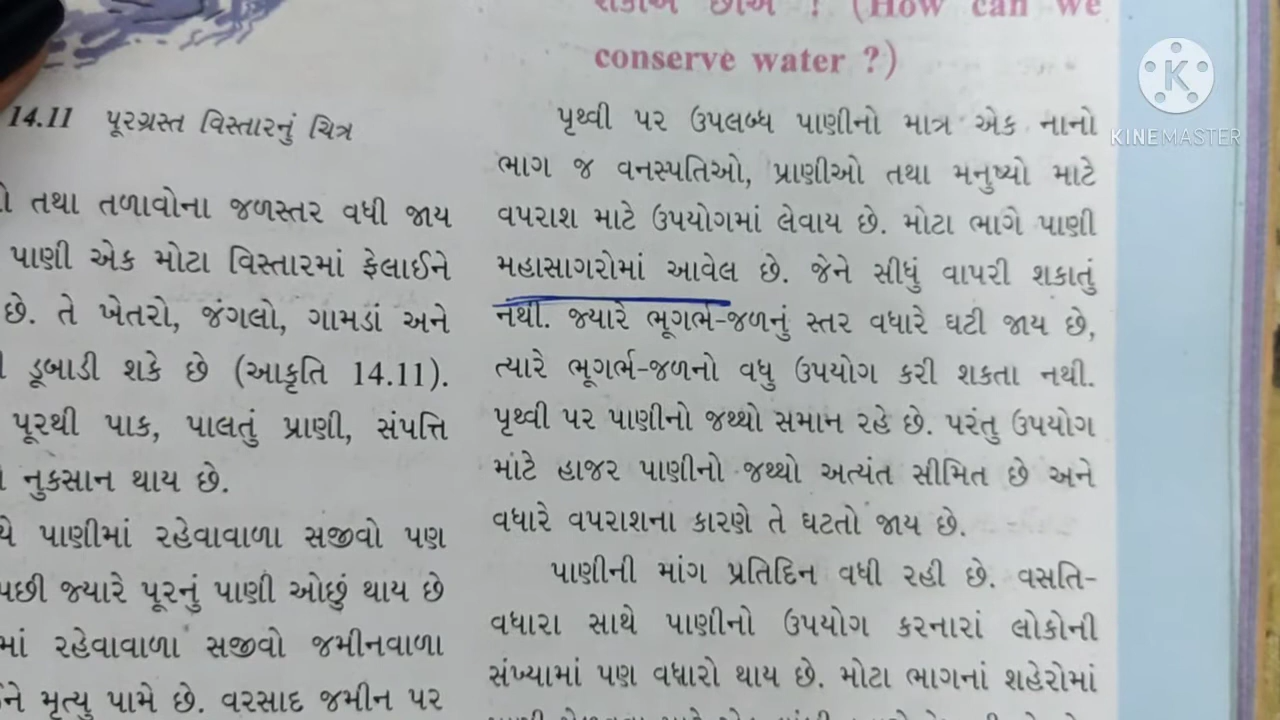 14.11 પૂરગ્રસ્ત વિસ્તારનું ચિત્ર
તથા તળાવોના જળસ્તર વધી જાય
પાણી એક મોટા વિસ્તારમાં ફેલાઈને
છે. તે ખેતરો, જંગલો, ગામડાં અને
ડૂબાડી શકે છે (આકૃતિ 14.11).
પૂરથી પાક, પાલતું પ્રાણી, સંપત્તિ
નુકસાન થાય છે.
પાણીમાં રહેવાવાળા સજીવો પણ
પછી જ્યારે પૂરનું પાણી ઓછું થાય છે
રહેવાવાળા સજીવો જમીનવાળા
મૃત્યુ પામે છે. વરસાદ જમીન પર
શકીએ છીએ ? (How can we
conserve water ?)
પૃથ્વી પર ઉપલબ્ધ પાણીનો માત્ર એક નાનો
ભાગ જ વનસ્પતિઓ, પ્રાણીઓ તથા મનુષ્યો માટે
વપરાશ માટે ઉપયોગમાં લેવાય છે. મોટા ભાગે પાણી
મહાસાગરોમાં આવેલ છે. જેને સીધું વાપરી શકાતું
નથી. જ્યારે ભૂગર્ભ-જળનું સ્તર વધારે ઘટી જાય છે,
ત્યારે ભૂગર્ભ-જળનો વધુ ઉપયોગ કરી શકતા નથી.
પૃથ્વી પર પાણીનો જથ્થો સમાન રહે છે. પરંતુ ઉપયોગ
માંટે હાજર પાણીનો જથ્થો અત્યંત સીમિત છે અને
વધારે વપરાશના કારણે તે ઘટતો જાય છે.
પાણીની માંગ પ્રતિદિન વધી રહી છે. વસતિ-
વધારા સાથે પાણીનો ઉપયોગ કરનારાં લોકોની
સંખ્યામાં પણ વધારો થાય છે. મોટા ભાગનાં શહેરોમાં
K
KINEMASTER